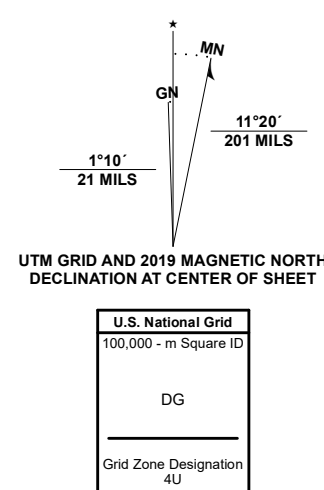 ★
MN
GN
11°20´
201 MILS
1°10´
21 MILS
UTM GRID AND 2019 MAGNETIC NORTH
DECLINATION AT CENTER OF SHEET
U.S. National Grid
100,000 - m Square ID
DG
Grid Zone Designation
4U